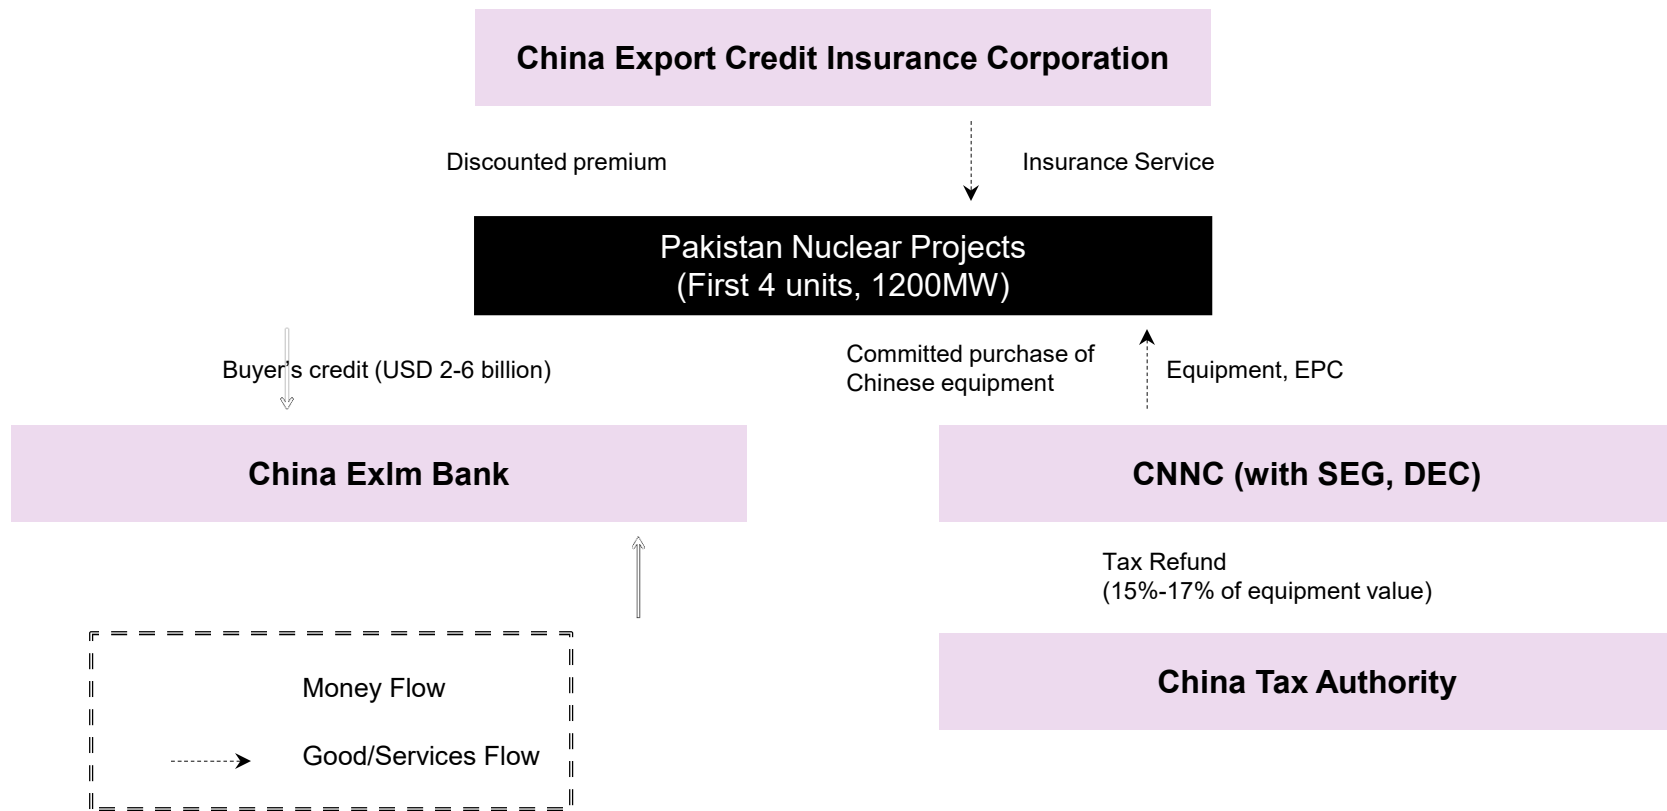 China Export Credit Insurance Corporation
Discounted premium
Insurance Service
Pakistan Nuclear Projects
(First 4 units, 1200MW)
Buyer's credit (USD 2-6 billion)
Committed purchase of
Chinese equipment
Equipment, EPC
China ExIm Bank
CNNC (with SEG, DEC)
Tax Refund
(15%-17% of equipment value)
China Tax Authority
Money Flow
Good/Services Flow